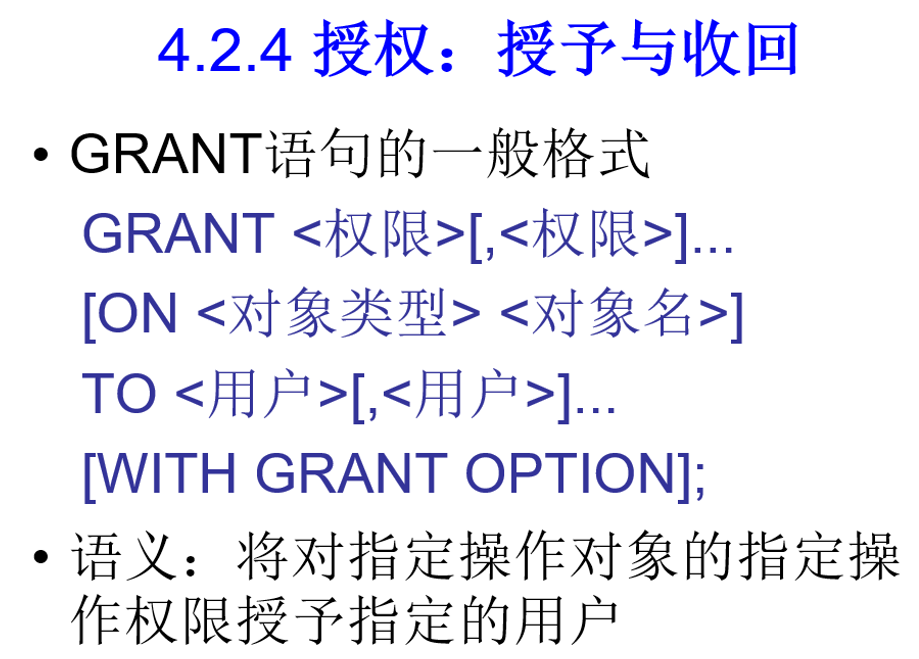 4.2.4 授权：授予与收回
• GRANT语句的一般格式
GRANT <权限>[,<权限>]...
[ON <对象类型> <对象名>]
TO <用户>[,<用户>]...
[WITH GRANT OPTION];
• 语义：将对指定操作对象的指定操
作权限授予指定的用户